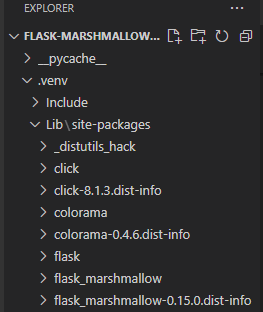 EXPLORER
FLASK-MARSHMALLOW...
__pycache__
.venv
Include
Lib\site-packages
_distutils_hack
click
click-8.1.3.dist-info
colorama
colorama-0.4.6.dist-info
flask
flask_marshmallow
flask_marshmallow-0.15.0.dist-info